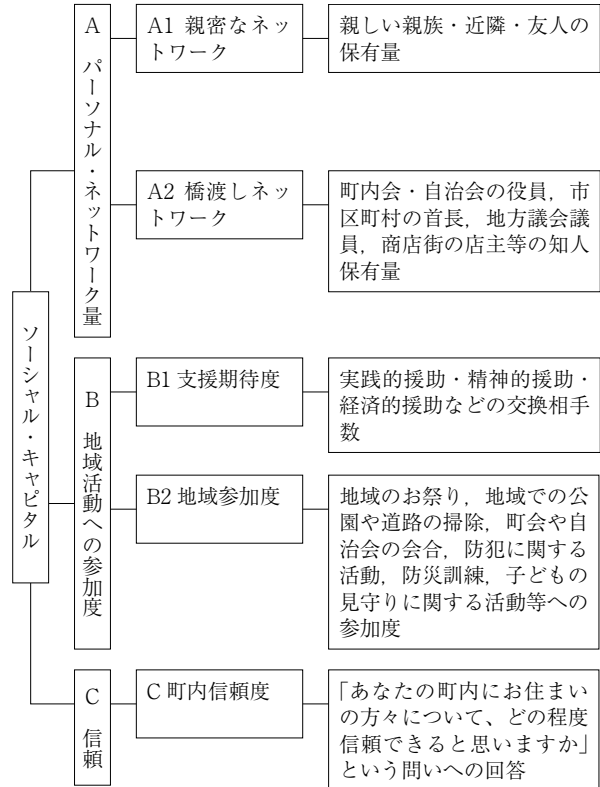 ソーシャル・キャピタル
A パーソナル・ネットワーク量
A1 親密なネッ
トワーク
親しい親族・近隣・友人の
保有量
A2 橋渡しネッ
トワーク
町内会・自治会の役員，市
区町村の首長，地方議会議
員，商店街の店主等の知人
保有量
B 地域活動への参加度
B1 支援期待度
実践的援助・精神的援助・
経済的援助などの交換相手
数
B2 地域参加度
地域のお祭り，地域での公
園や道路の掃除，町会や自
治会の会合，防犯に関する
活動，防災訓練，子どもの
見守りに関する活動等への
参加度
C 信頼
C 町内信頼度
「あなたの町内にお住まい
の方々について、どの程度
信頼できると思いますか」
という問いへの回答